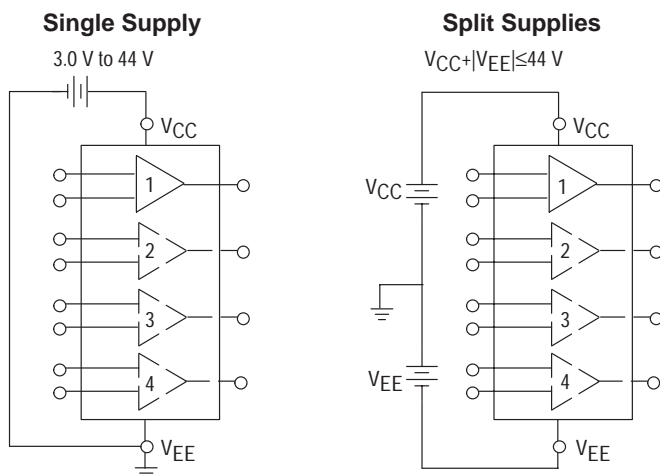 Single Supply
3.0 V to 44 V
VCC
1
2
3
4
VEE
Split Supplies
VCC+|VEE|≤44 V
VCC
VCC
1
2
3
4
VEE
VEE